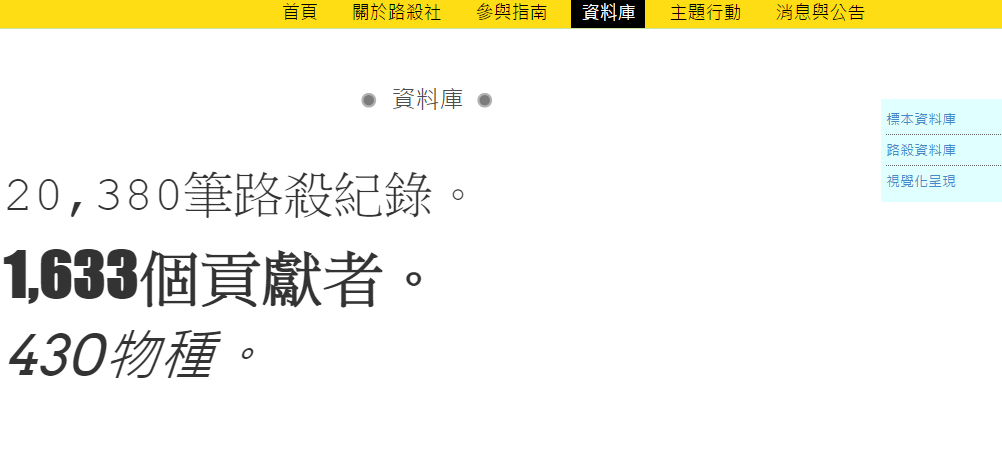 首頁 關於路殺社 參與指南 資料庫 主題行動 消息與公告
資料庫
標本資料庫
路殺資料庫
視覺化呈現
20,380筆路殺紀錄。
1,633個貢獻者。
430物種。